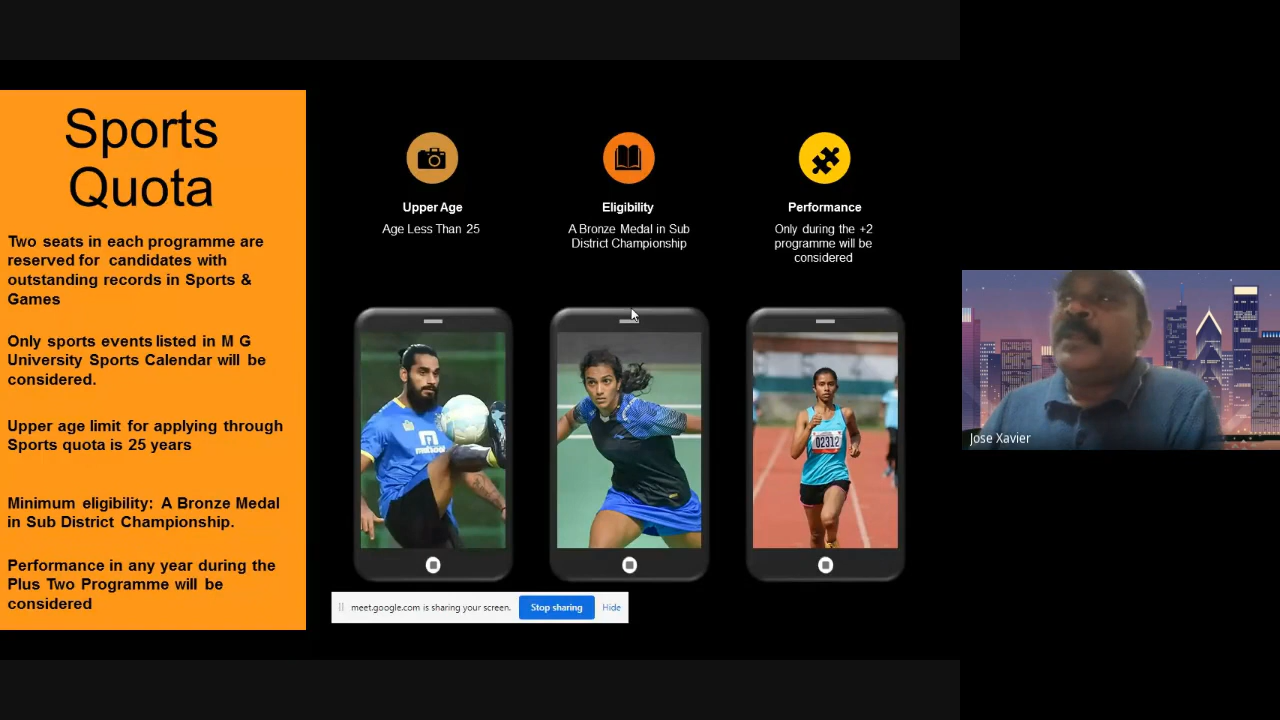 Sports
Quota
Two seats in each programme are
reserved for candidates with
outstanding records in Sports &
Games
Only sports events listed in M G
University Sports Calendar will be
considered.
Upper age limit for applying through
Sports quota is 25 years
Minimum eligibility: A Bronze Medal
in Sub District Championship.
Performance in any year during the
Plus Two Programme will be
considered
Upper Age
Age Less Than 25
Eligibility
A Bronze Medal in Sub
District Championship
Performance
Only during the +2
programme will be
considered
02312
meet.google.com is sharing your screen.
Stop sharing
Hide
Jose Xavier